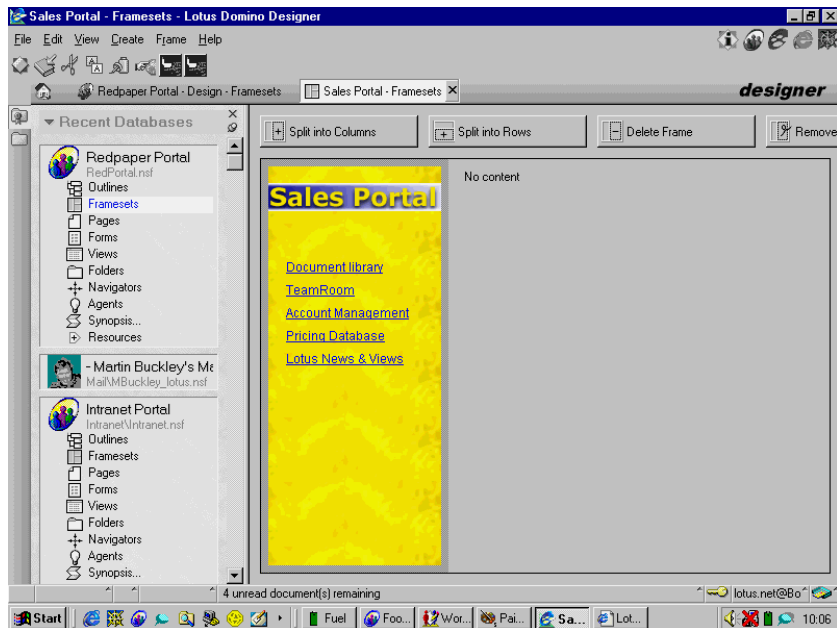 Sales Portal - Framesets - Lotus Domino Designer
File Edit View Create Frame Help
Redpaper Portal - Design - Framesets
Sales Portal - Framesets
designer
Recent Databases
Redpaper Portal
RedPortal.nsf
Outlines
Framesets
Pages
Forms
Views
Folders
Navigators
Agents
Synopsis...
Resources
- Martin Buckley's Ma
Mail\MBuckley_lotus.nsf
Intranet Portal
Intranet\Intranet.nsf
Outlines
Framesets
Pages
Forms
Views
Folders
Navigators
Agents
Synopsis...
Split into Columns
Split into Rows
Delete Frame
Remove
Sales Portal
Document library
TeamRoom
Account Management
Pricing Database
Lotus News & Views
No content
4 unread document(s) remaining
lotus.net@Bo
Start
Fuel
Foo...
Wor...
Pai...
Sa...
Lot...
10:06